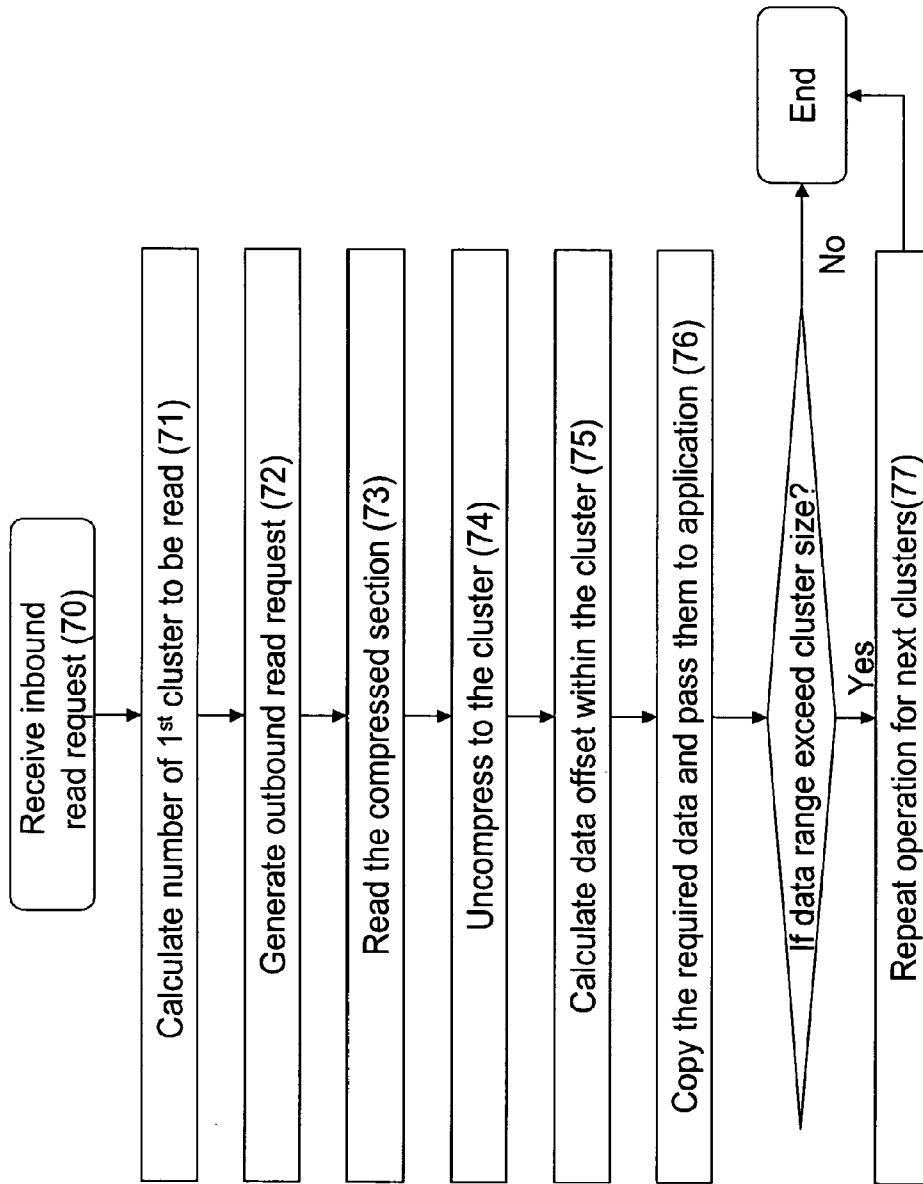 Receive inbound
read request (70)
Calculate number of 1st cluster to be read (71)
Generate outbound read request (72)
Read the compressed section (73)
Uncompress to the cluster (74)
Calculate data offset within the cluster (75)
Copy the required data and pass them to application (76)
If data range exceed cluster size?
No
End
Yes
Repeat operation for next clusters(77)